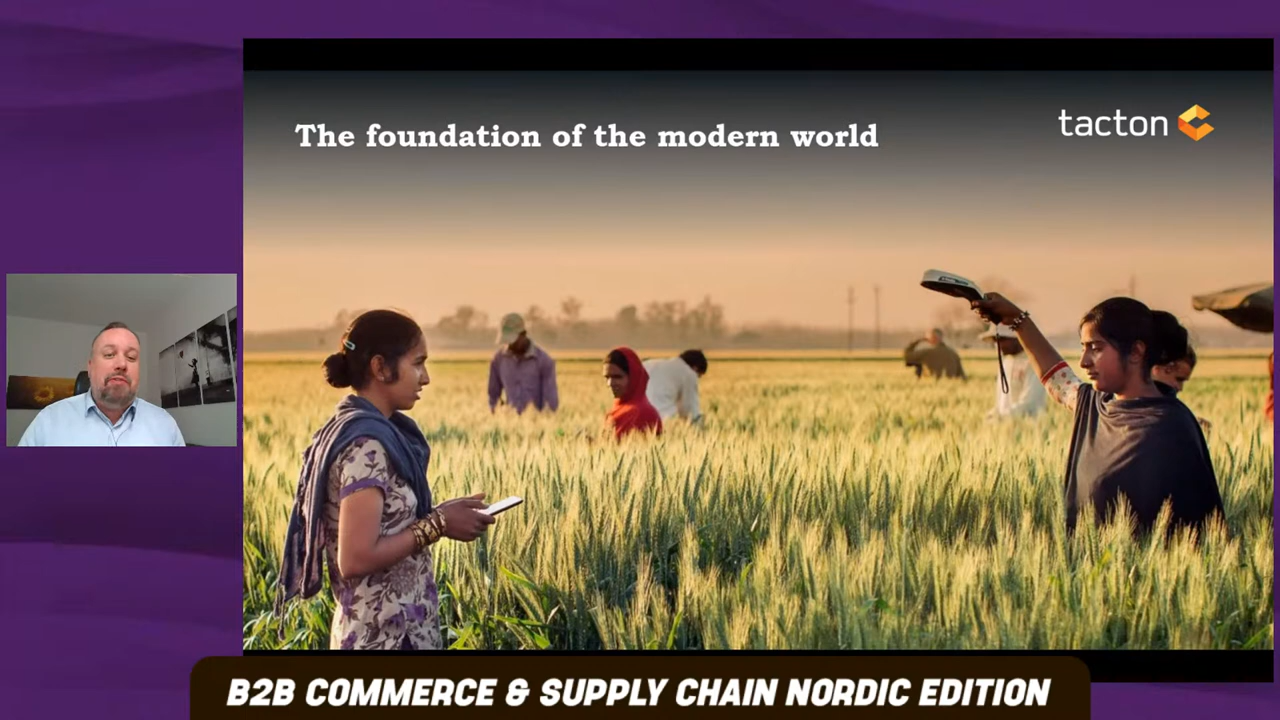 The foundation of the modern world
tacton
B2B COMMERCE & SUPPLY CHAIN NORDIC EDITION